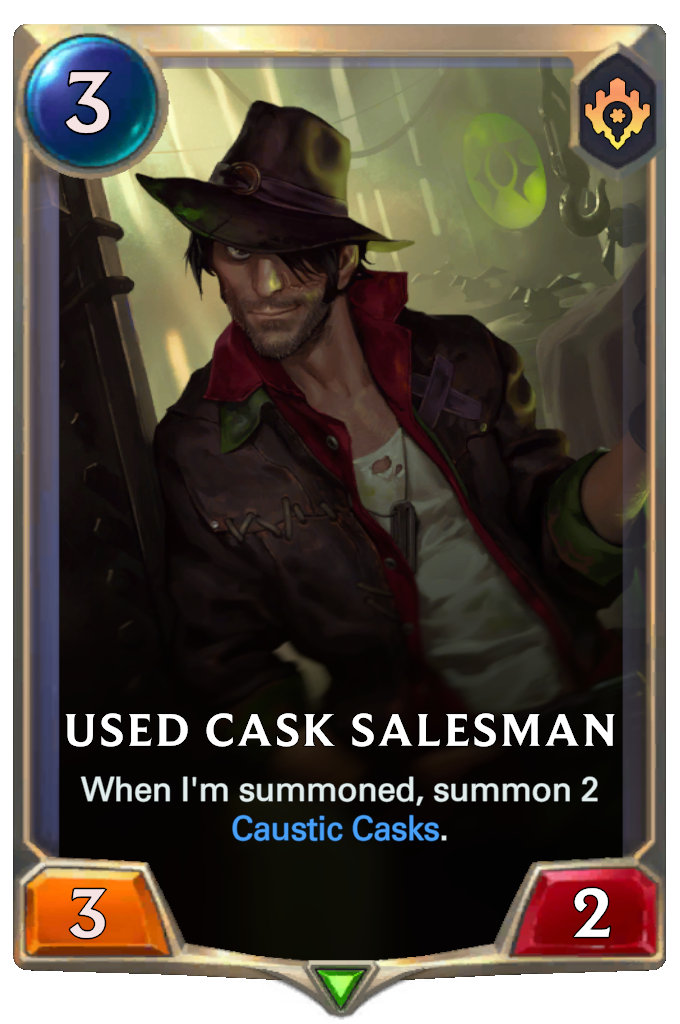 3
USED CASK SALESMAN
When I'm summoned, summon 2
Caustic Casks.
3
2